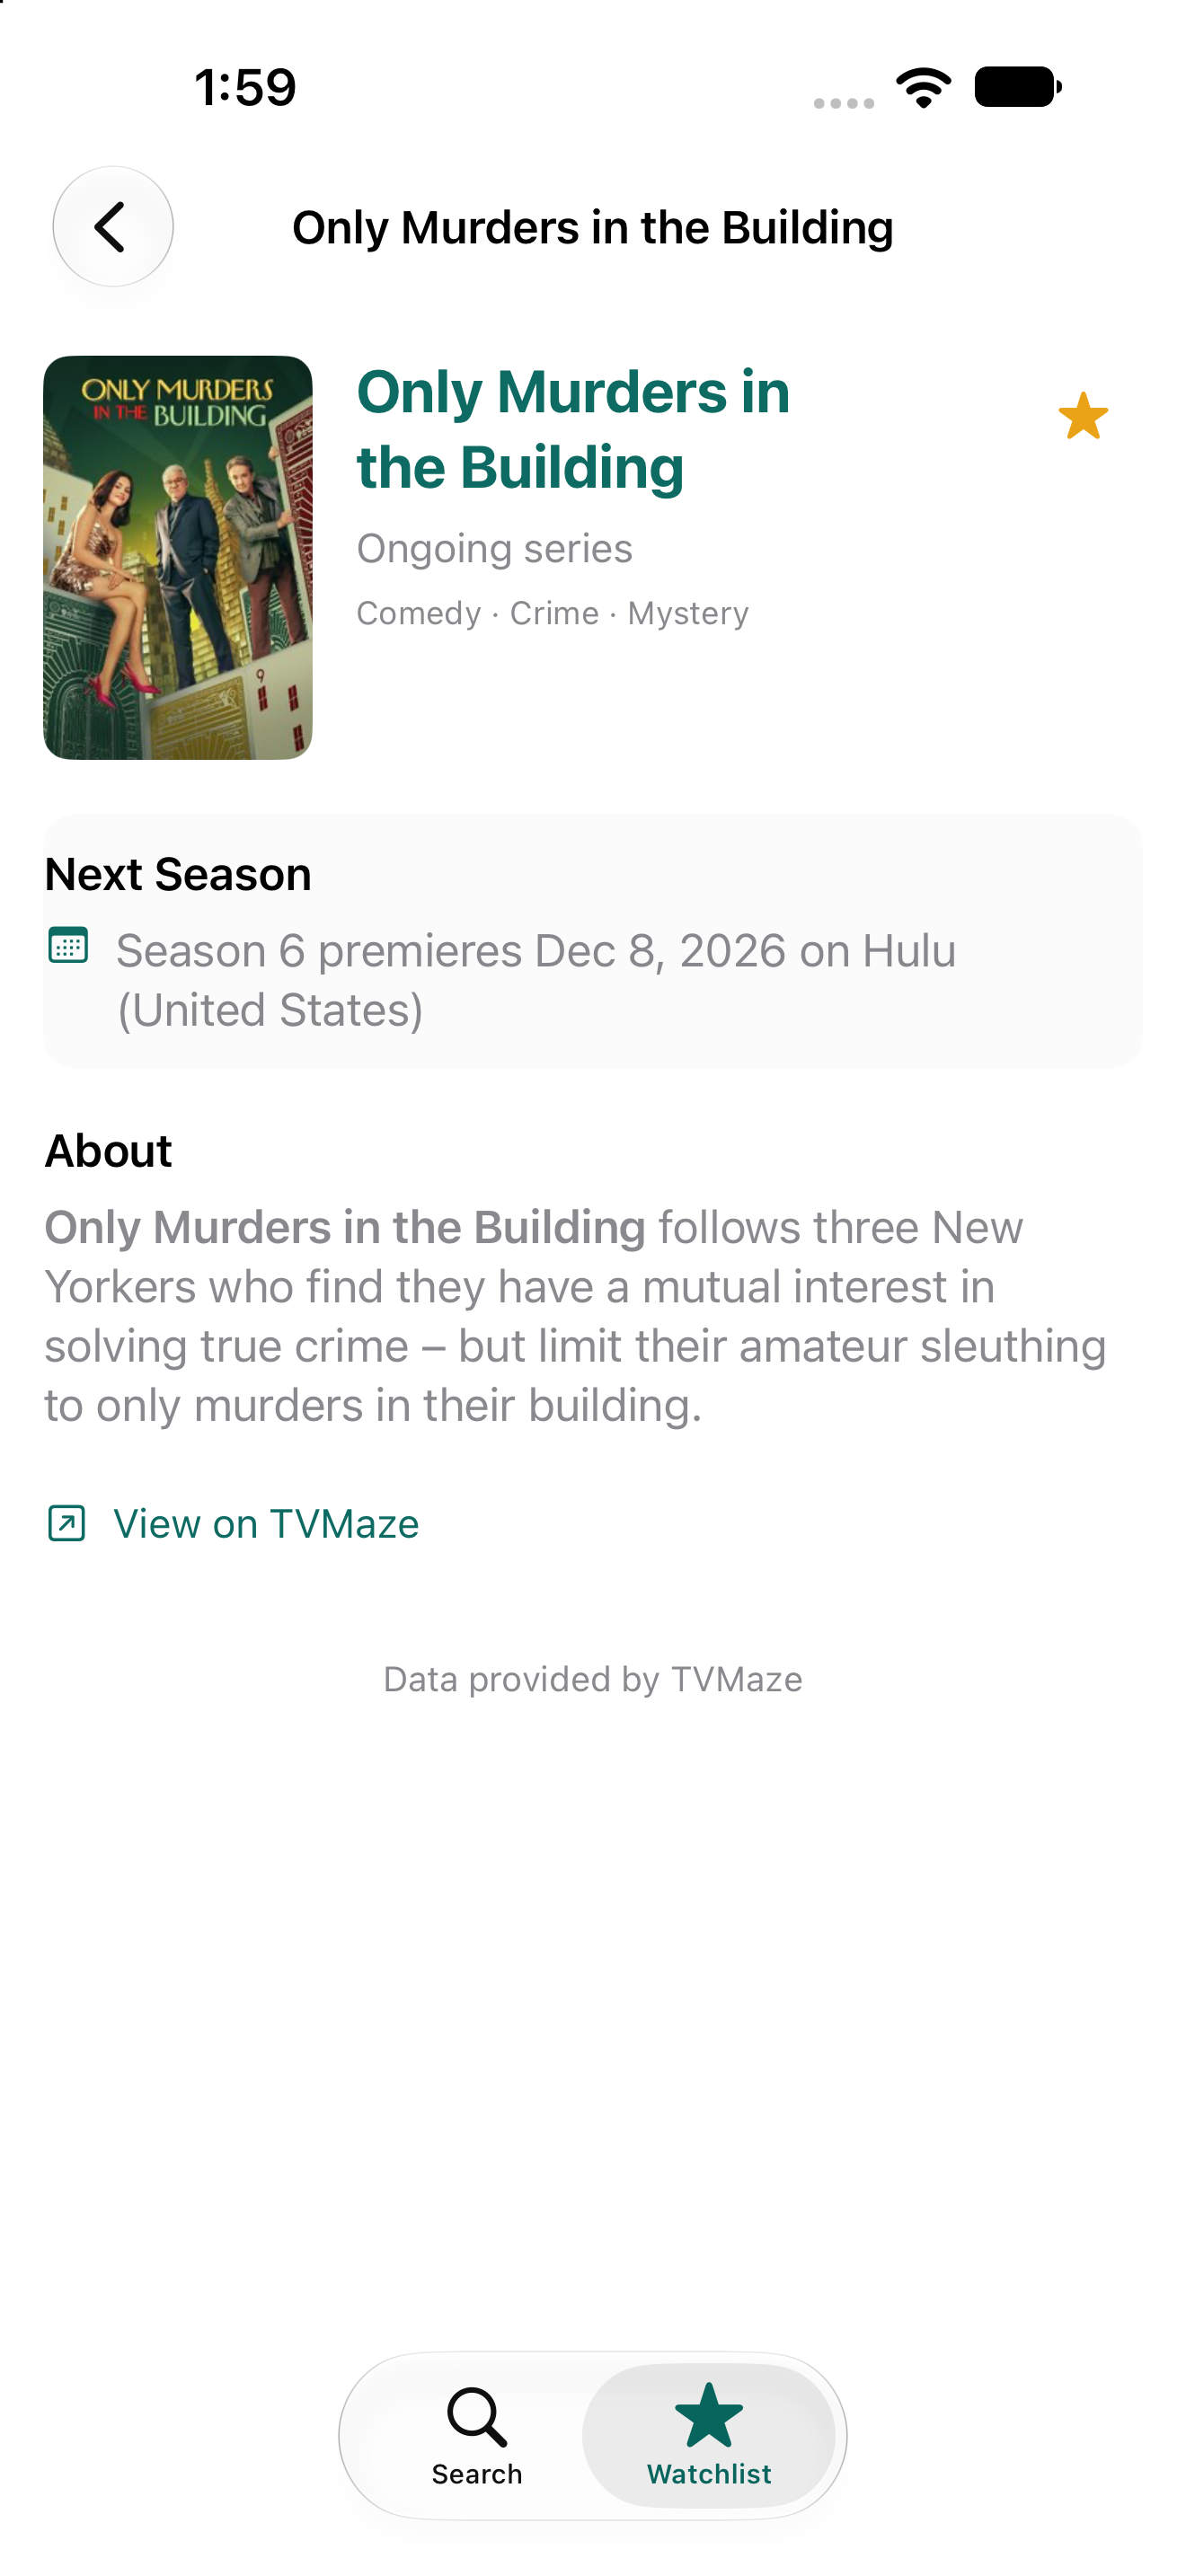 1:59
Only Murders in the Building
ONLY MURDERS
IN THE BUILDING
Only Murders in
the Building
Ongoing series
Comedy · Crime · Mystery
9
Next Season
Season 6 premieres Dec 8, 2026 on Hulu
(United States)
About
Only Murders in the Building follows three New
Yorkers who find they have a mutual interest in
solving true crime – but limit their amateur sleuthing
to only murders in their building.
View on TVMaze
Data provided by TVMaze
Search
Watchlist